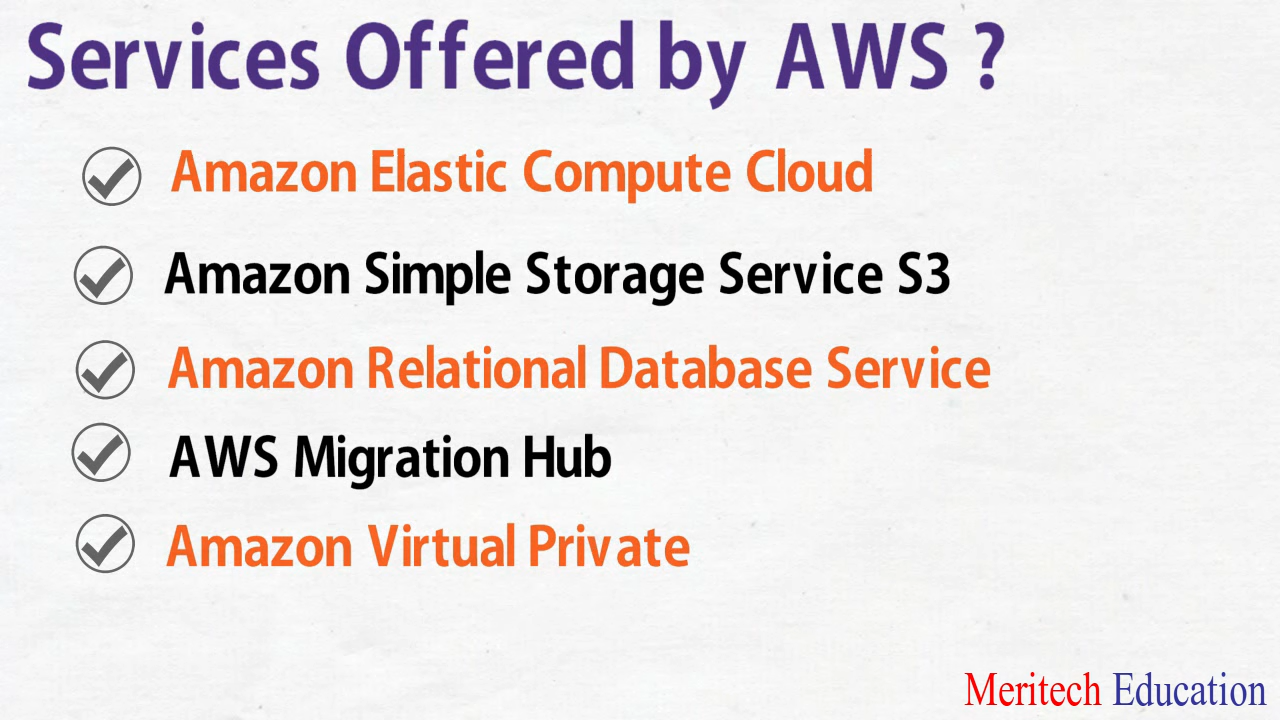 Services Offered by AWS ?
Amazon Elastic Compute Cloud
Amazon Simple Storage Service S3
Amazon Relational Database Service
AWS Migration Hub
Amazon Virtual Private
Meritech Education